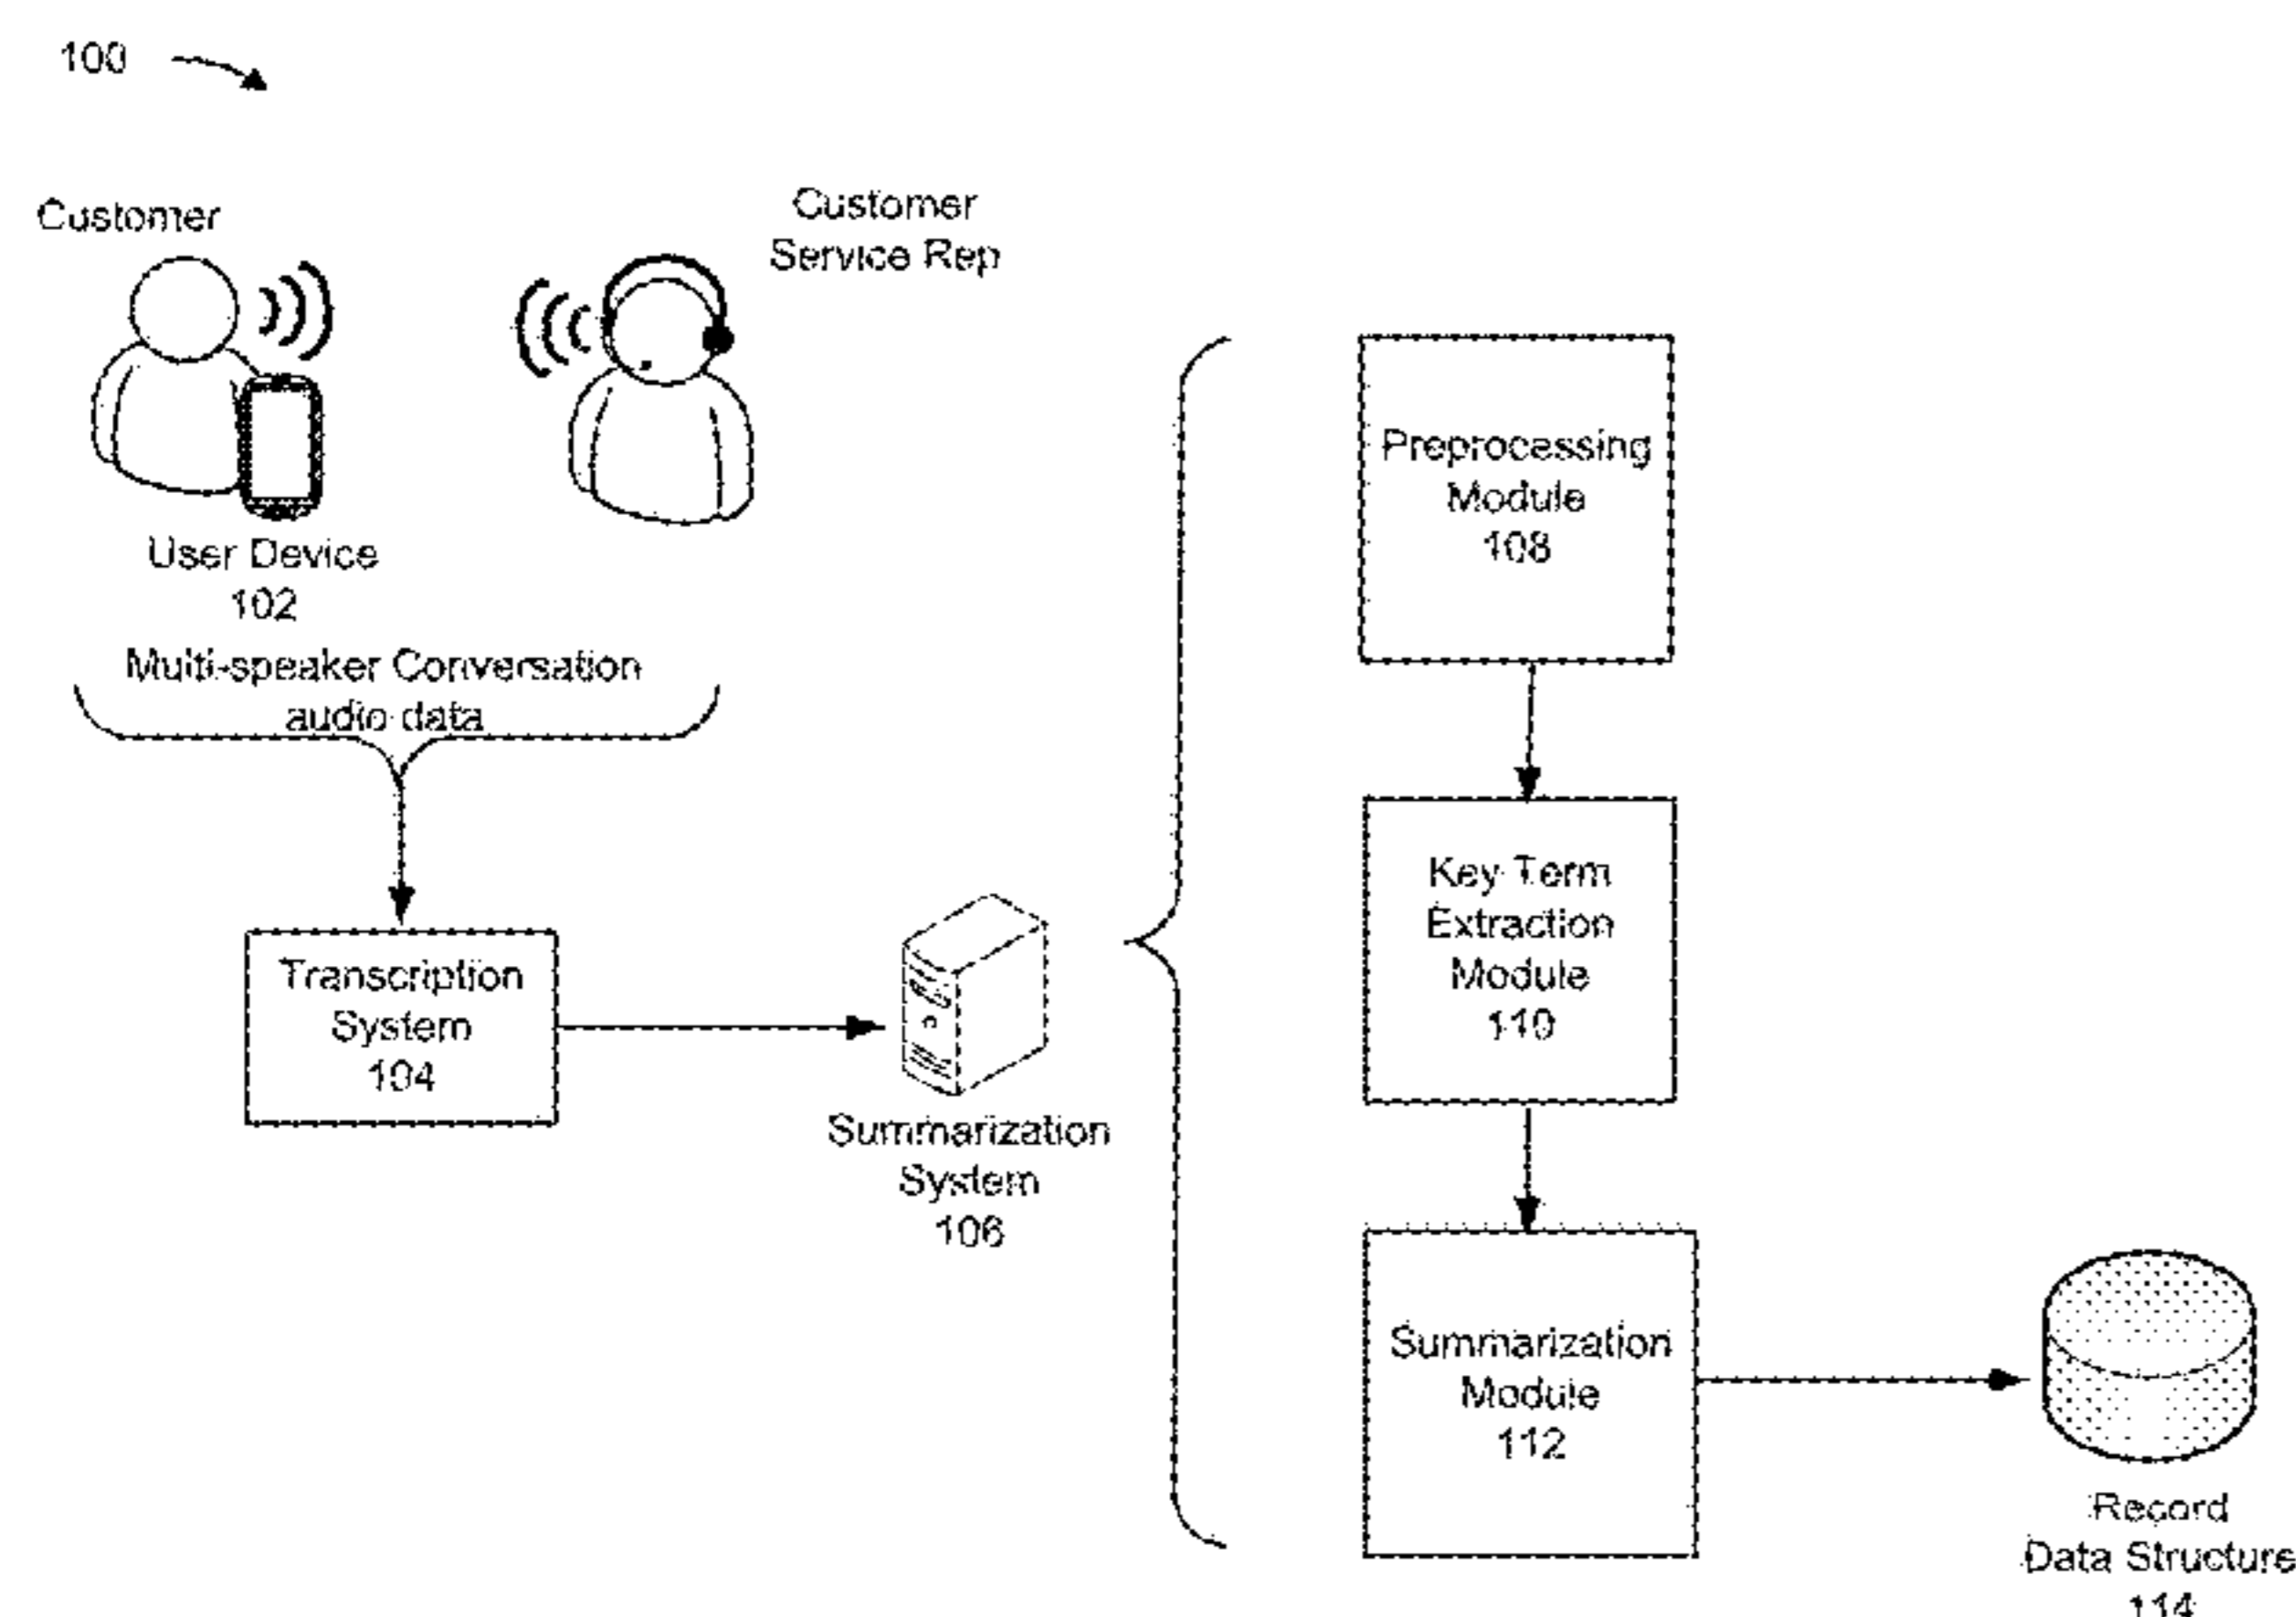 100
Customer
Customer
Service Rep
User Device
102
Multi-speaker Conversation
audio data
Transcription
System
104
Summarization
System
106
Preprocessing
Module
108
Key Term
Extraction
Module
110
Summarization
Module
112
Record
Data Structure
114